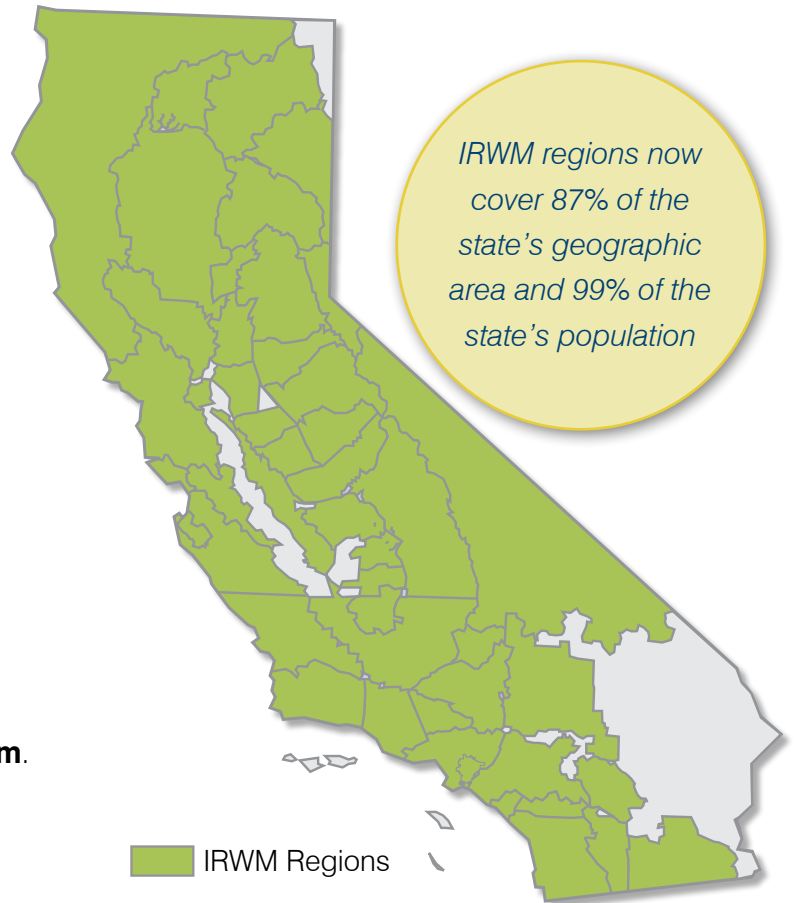 IRWM regions now
cover 87% of the
state's geographic
area and 99% of the
state's population
m.
IRWM Regions